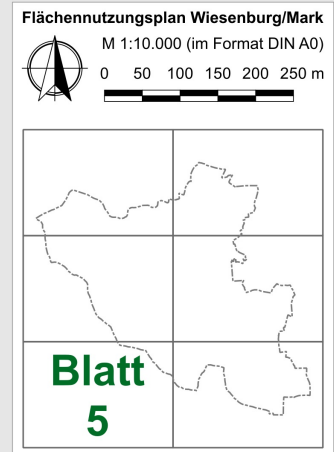 Flächennutzungsplan Wiesenburg/Mark
M 1:10.000 (im Format DIN A0)
0 50 100 150 200 250 m
Blatt
5